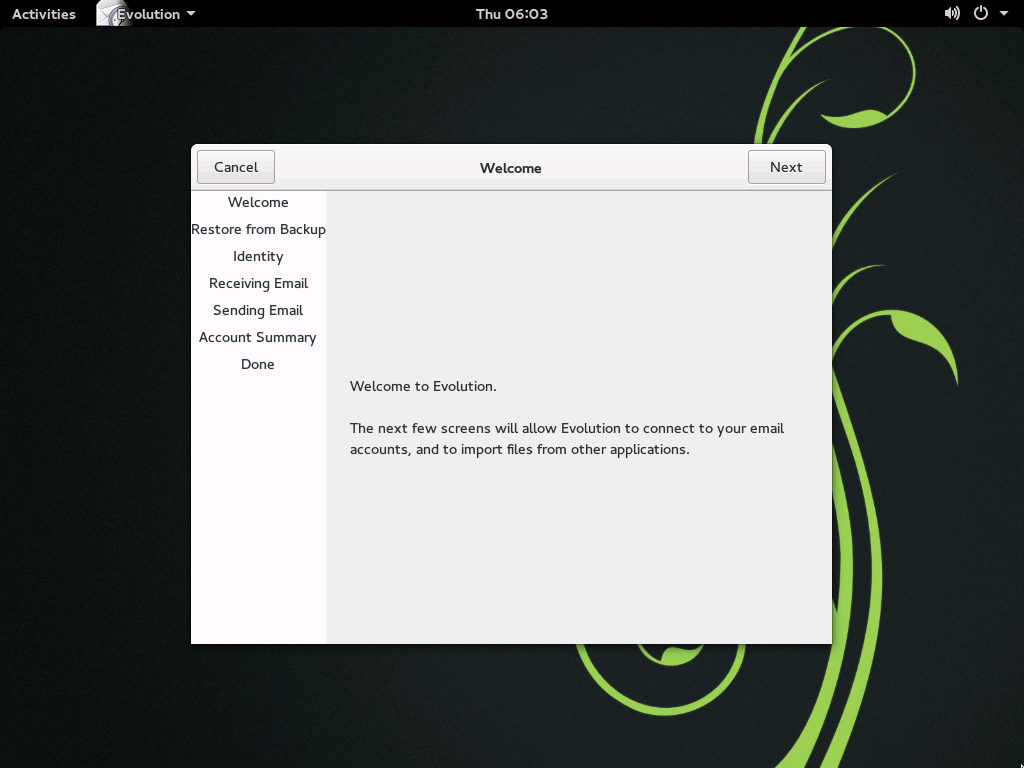 Activities Evolution Thu 06:03
Cancel Welcome Next
Welcome
Restore from Backup
Identity
Receiving Email
Sending Email
Account Summary
Done
Welcome to Evolution.
The next few screens will allow Evolution to connect to your email
accounts, and to import files from other applications.